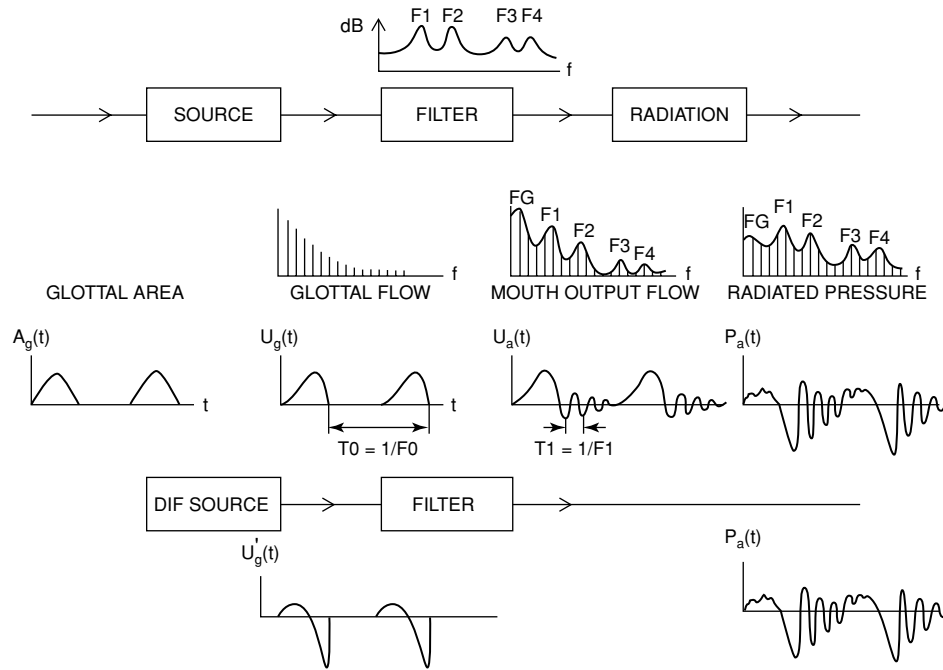 F1 F2 F3 F4
dB
f
SOURCE FILTER RADIATION
FG F1 F2 F3 F4
FG F1 F2 F3 F4
f f f
GLOTTAL AREA GLOTTAL FLOW MOUTH OUTPUT FLOW RADIATED PRESSURE
Ag(t) Ug(t) Ua(t) Pa(t)
t t
T0 = 1/F0 T1 = 1/F1
DIF SOURCE FILTER
U'g(t) Pa(t)